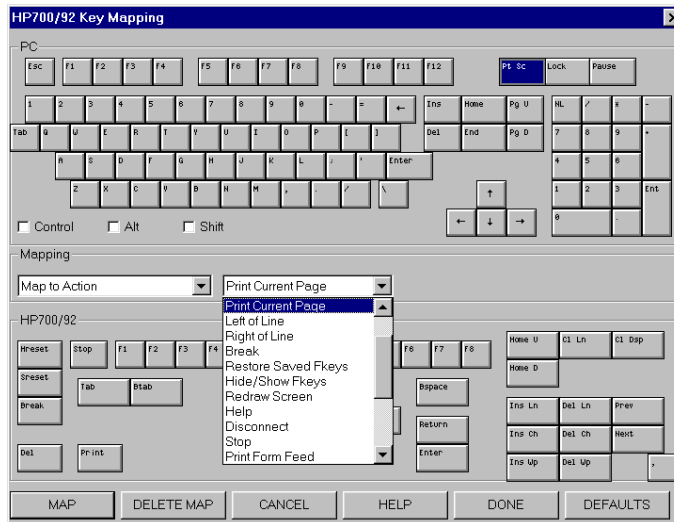 HP700/92 Key Mapping
PC
Esc F1 F2 F3 F4 F5 F6 F7 F8 F9 F10 F11 F12 Pt Sc Lock Pause
1 2 3 4 5 6 7 8 9 0 - = ← Ins Home Pg U NL / * -
Tab Q W E R T Y U I O P [ ] Del End Pg D 7 8 9 +
A S D F G H J K L ; ' Enter 4 5 6
Z X C V B N M , . / \ ↑ 1 2 3 Ent
Control Alt Shift ← ↓ → 0 .
Mapping
Map to Action Print Current Page
Print Current Page
Left of Line
Right of Line
Break
Restore Saved Fkeys
Hide/Show Fkeys
Redraw Screen
Help
Disconnect
Stop
Print Form Feed
HP700/92
Hreset Stop F1 F2 F3 F4 F6 F7 F8 Home U Cl Ln Cl Dsp
Sreset Tab Btab Bspace Home D
Break Return Ins Ln Del Ln Prev
Ins Ch Del Ch Next
Del Print Enter Ins Wp Del Wp ,
MAP DELETE MAP CANCEL HELP DONE DEFAULTS